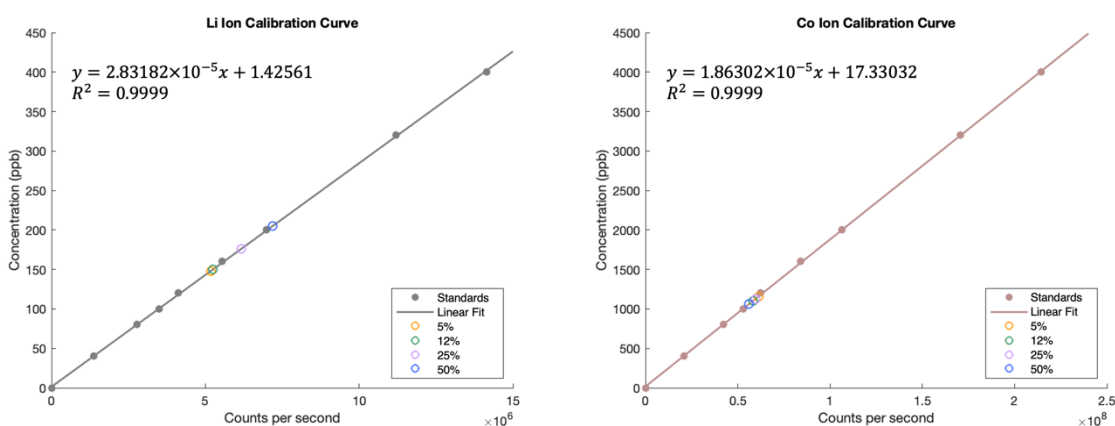 Li Ion Calibration Curve
y = 2.83182×10⁻⁵x + 1.42561
R² = 0.9999
450
400
350
300
250
200
150
100
50
0
Concentration (ppb)
Standards
Linear Fit
5%
12%
25%
50%
0
5
10
15
Counts per second
×10⁶
Co Ion Calibration Curve
y = 1.86302×10⁻⁵x + 17.33032
R² = 0.9999
4500
4000
3500
3000
2500
2000
1500
1000
500
0
Concentration (ppb)
Standards
Linear Fit
5%
12%
25%
50%
0
0.5
1
1.5
2
2.5
Counts per second
×10⁸